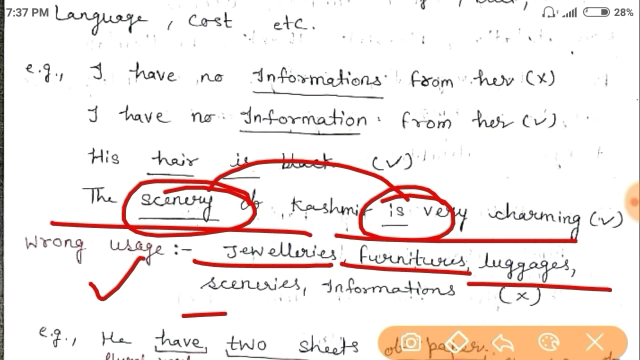 7:37 PM 28%
Language, cost etc.
e.g., I have no Informations from her (x)
I have no Information from her (✓)
His hair is black (✓)
The scenery of Kashmir is very charming (✓)
Wrong usage :- Jewelleries, furnitures, luggages,
sceneries, Informations (x)
e.g., He have two sheets of paper.